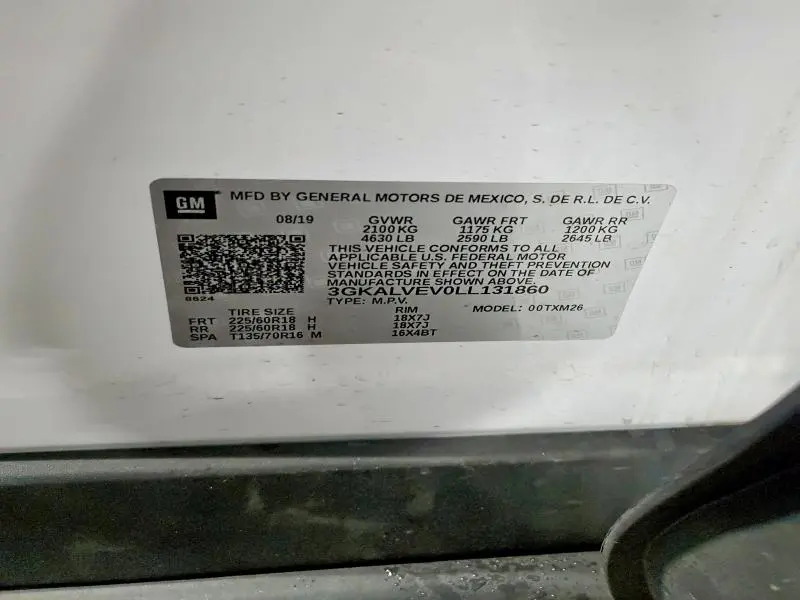 GM MFD BY GENERAL MOTORS DE MEXICO, S. DE R.L. DE C.V.
08/19 GVWR GAWR FRT GAWR RR
2100 KG 1175 KG 1200 KG
4630 LB 2590 LB 2645 LB
THIS VEHICLE CONFORMS TO ALL
APPLICABLE U.S. FEDERAL MOTOR
VEHICLE SAFETY AND THEFT PREVENTION
STANDARDS IN EFFECT ON THE DATE OF
MANUFACTURE SHOWN ABOVE.
3GKALVEV0LL131860
8624
TYPE: M.P.V. MODEL: 00TXM26
TIRE SIZE RIM
FRT 225/60R18 H 18X7J
RR 225/60R18 H 18X7J
SPA T135/70R16 M 16X4BT